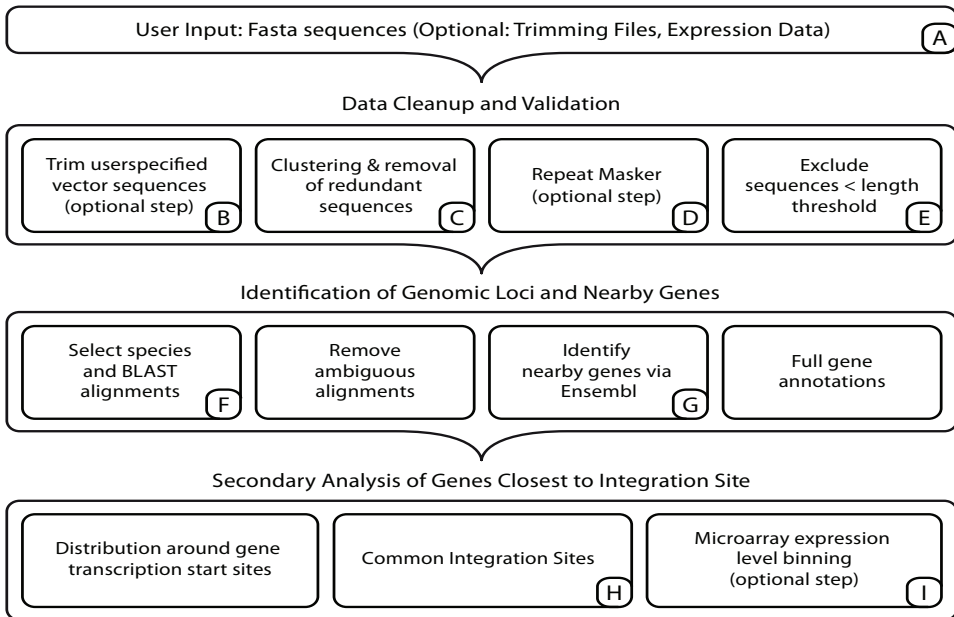 User Input: Fasta sequences (Optional: Trimming Files, Expression Data)
A
Data Cleanup and Validation
Trim userspecified
vector sequences
(optional step)
B
Clustering & removal
of redundant
sequences
C
Repeat Masker
(optional step)
D
Exclude
sequences < length
threshold
E
Identification of Genomic Loci and Nearby Genes
Select species
and BLAST
alignments
F
Remove
ambiguous
alignments
Identify
nearby genes via
Ensembl
G
Full gene
annotations
Secondary Analysis of Genes Closest to Integration Site
Distribution around gene
transcription start sites
Common Integration Sites
H
Microarray expression
level binning
(optional step)
I